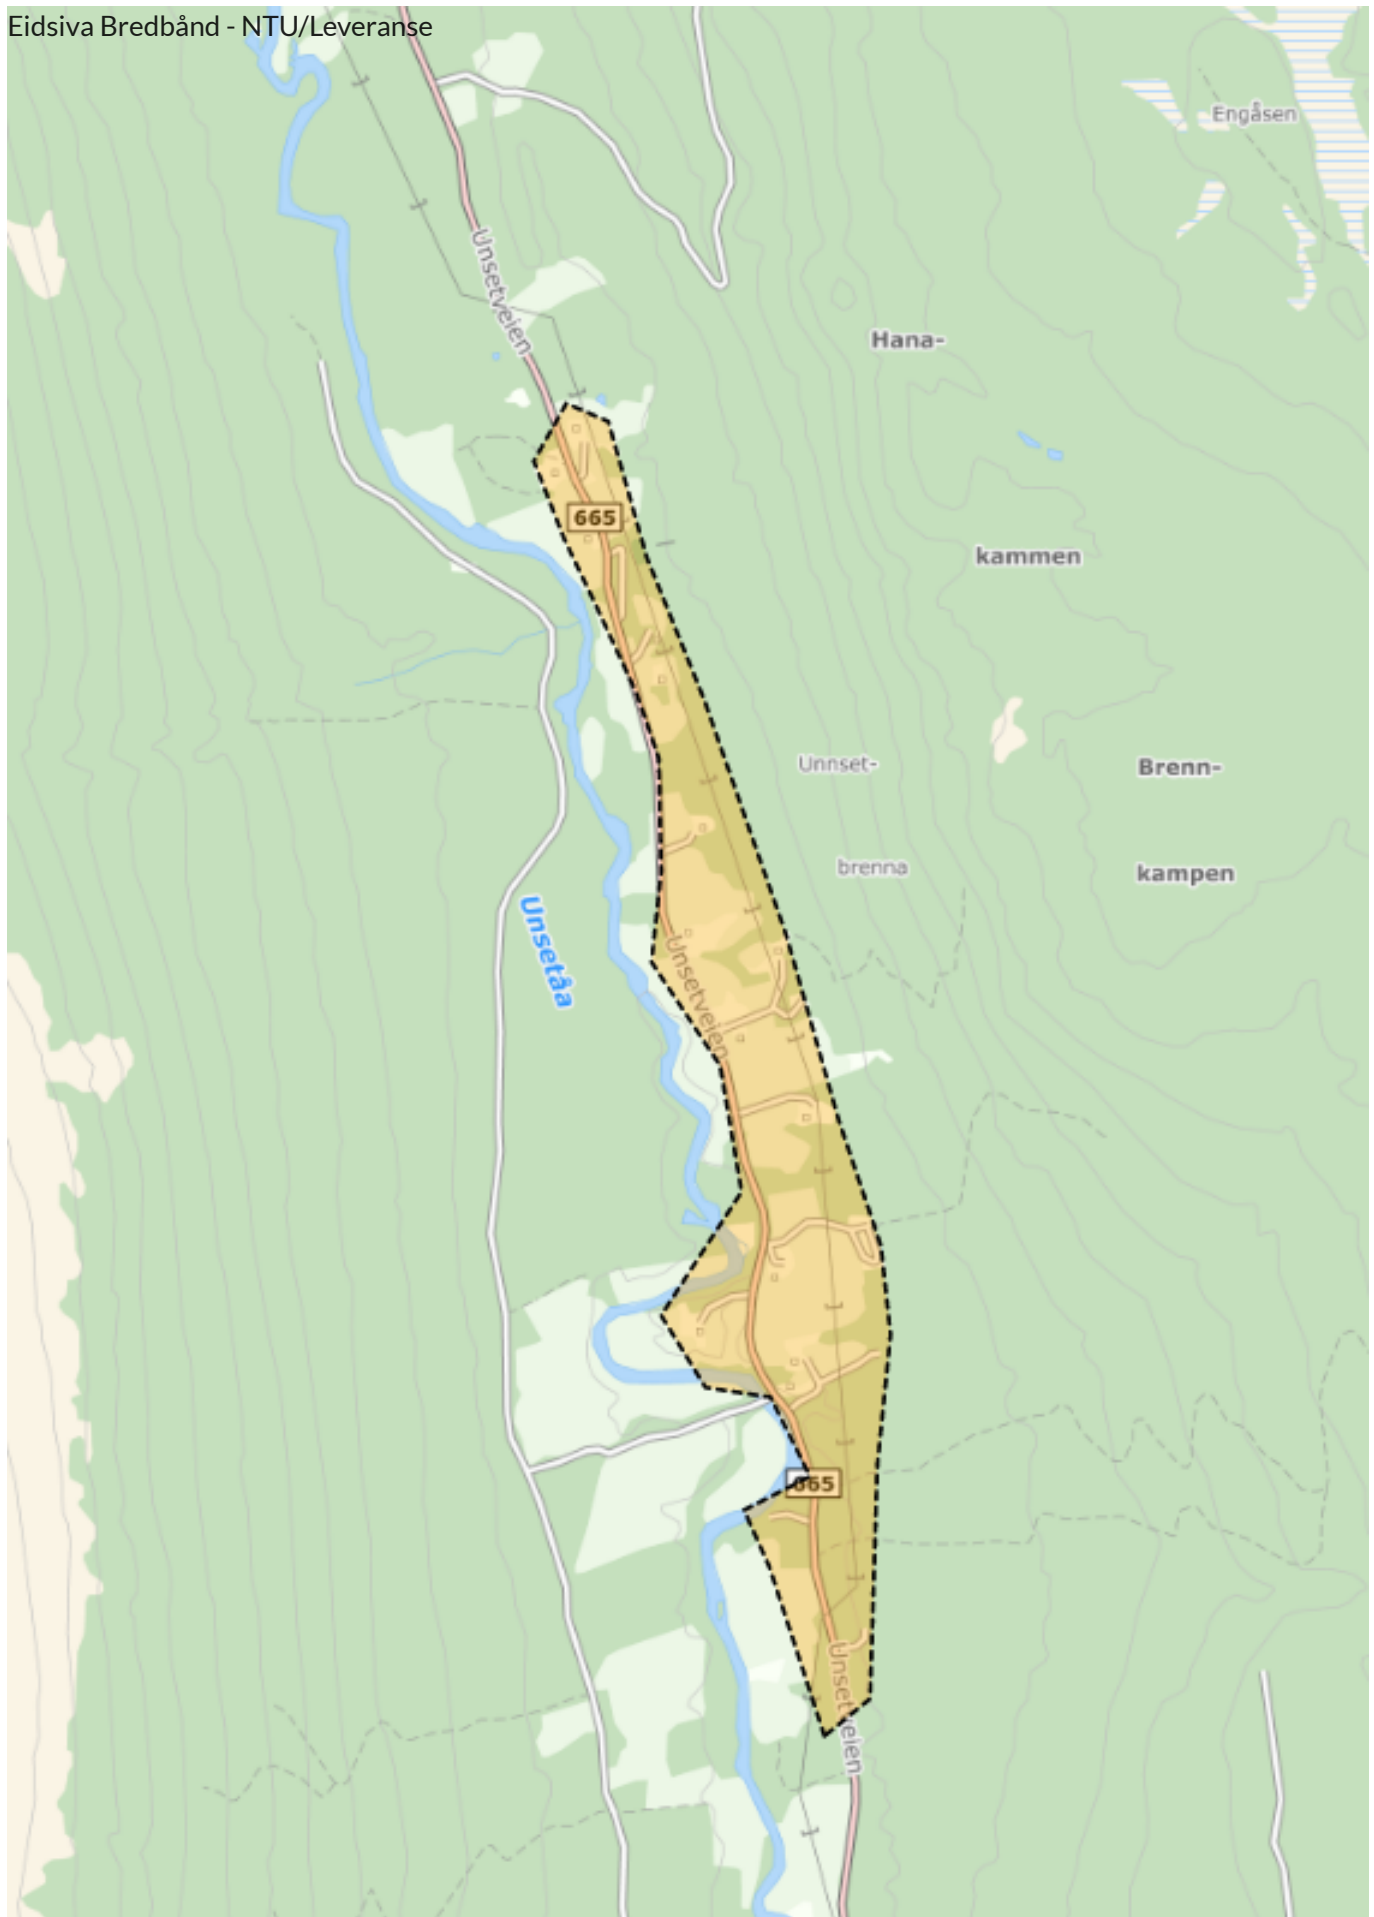 Eidsiva Bredbånd - NTU/Leveranse
Engåsen
Unsetveien
Hana-
665
kammen
Unnset-
Brenn-
brenna
kampen
Unsetåa
Unsetveien
665
Unsetveien